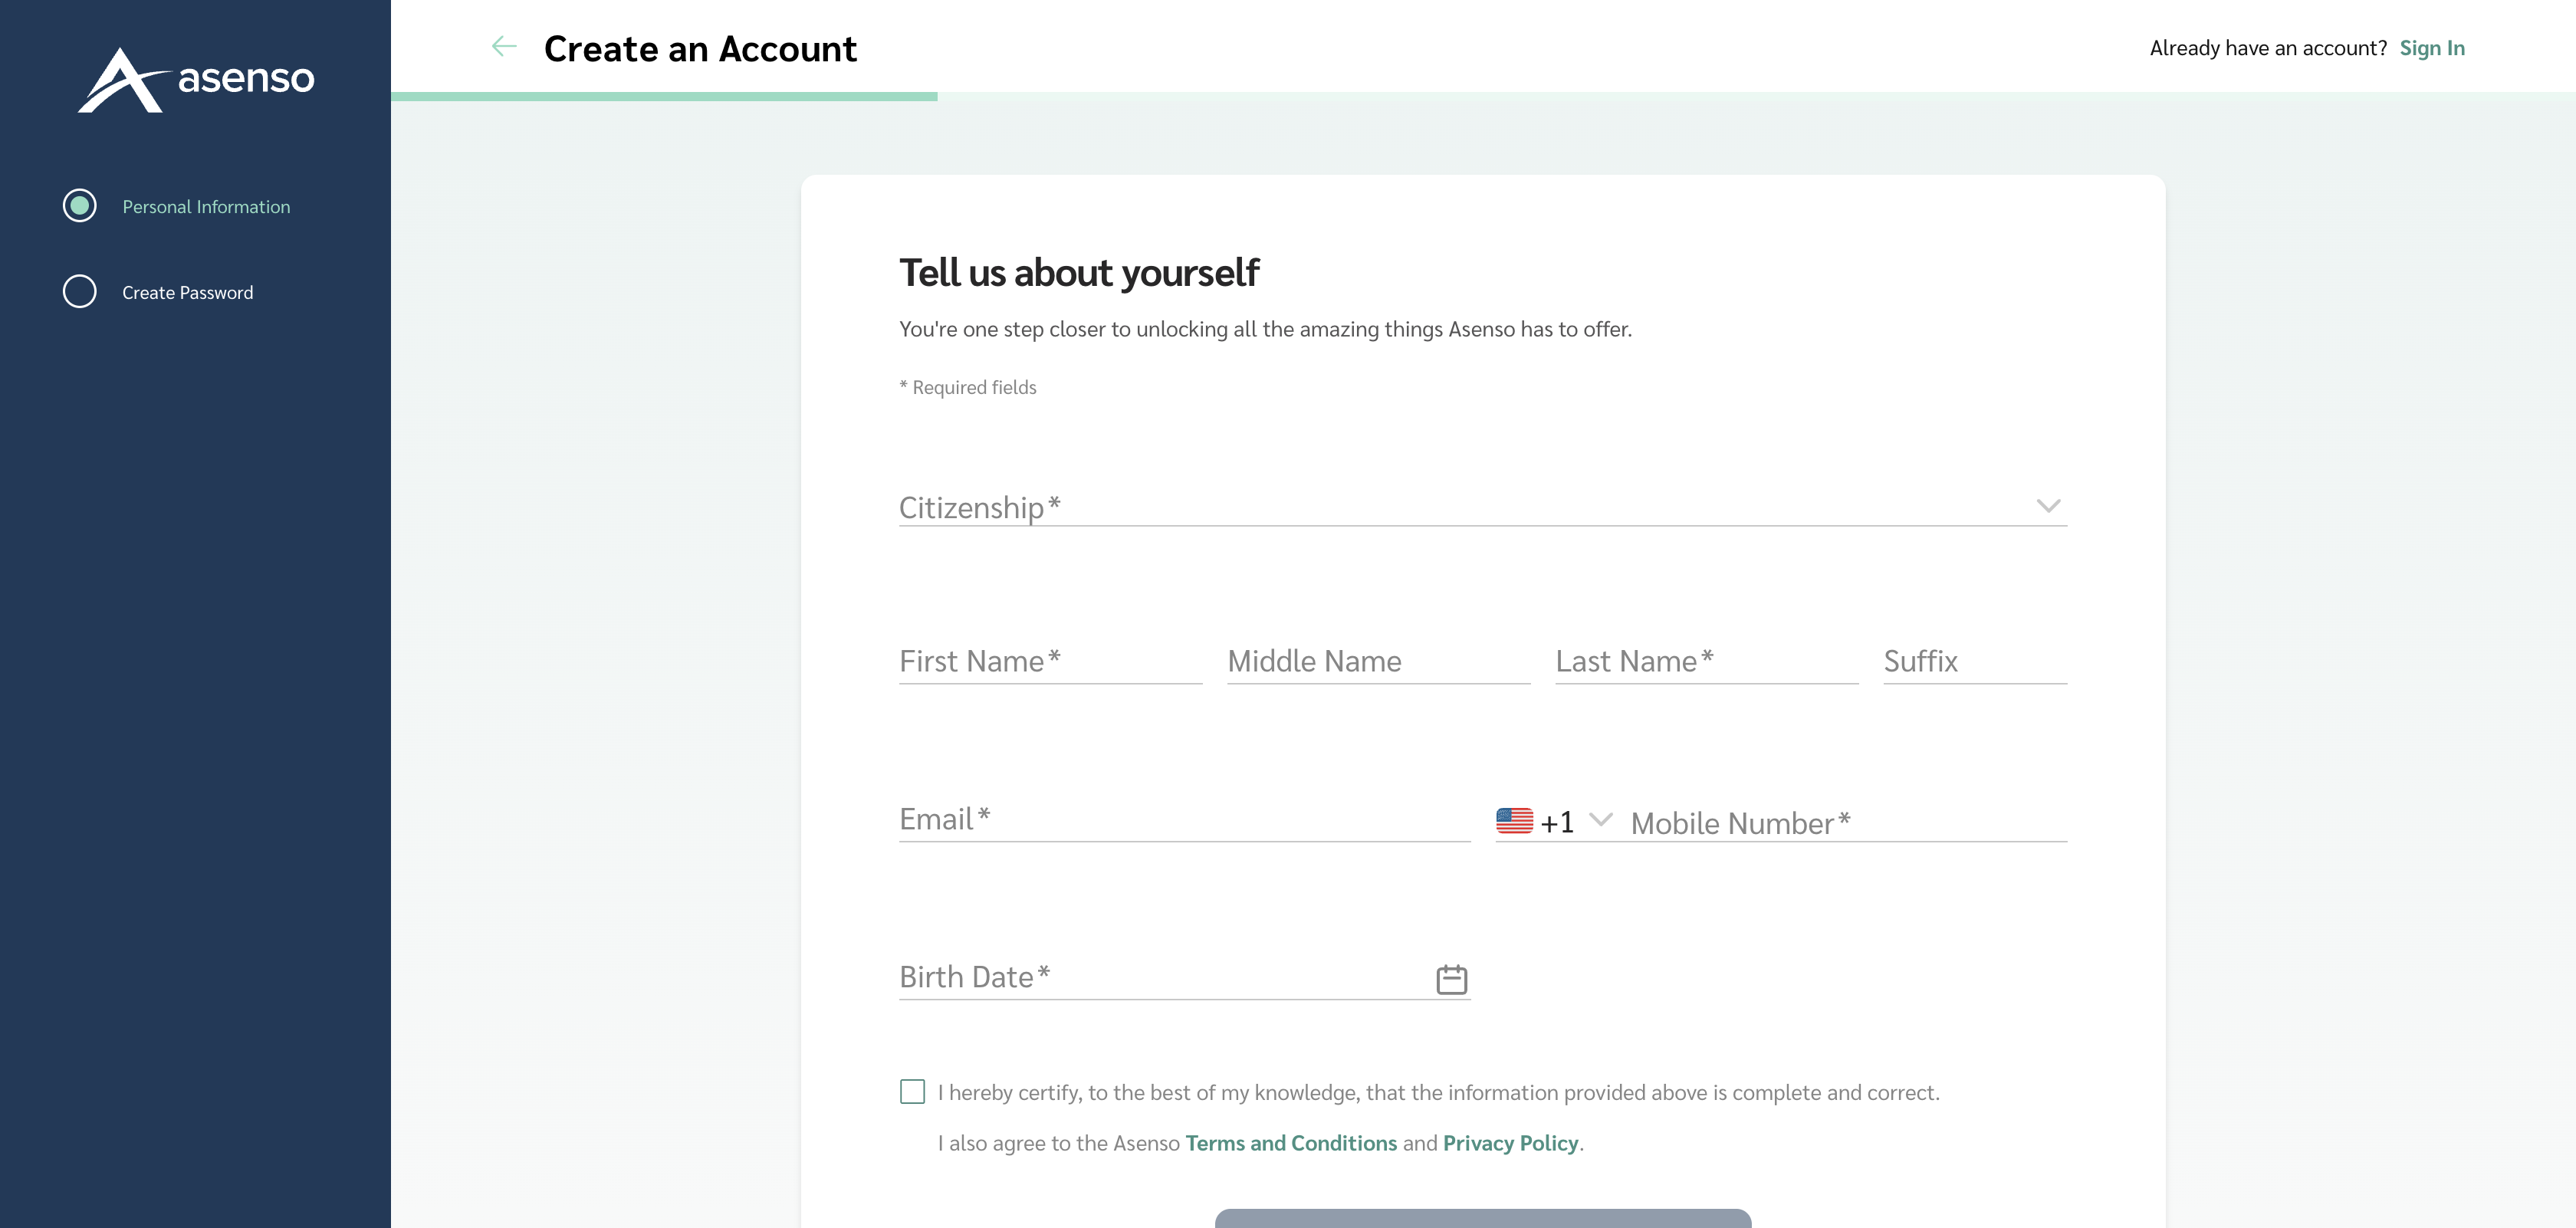 asenso
Personal Information
Create Password
Create an Account
Already have an account? Sign In
Tell us about yourself
You're one step closer to unlocking all the amazing things Asenso has to offer.
* Required fields
Citizenship*
First Name* Middle Name Last Name* Suffix
Email* +1 Mobile Number*
Birth Date*
I hereby certify, to the best of my knowledge, that the information provided above is complete and correct.
I also agree to the Asenso Terms and Conditions and Privacy Policy.